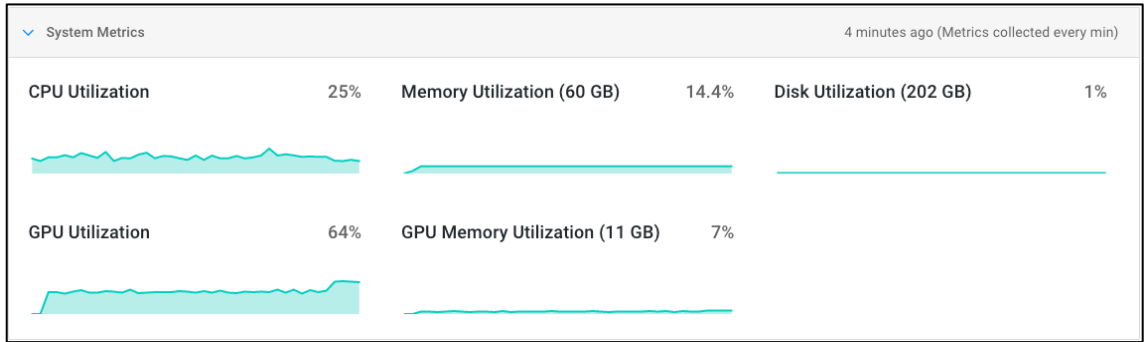 System Metrics 4 minutes ago (Metrics collected every min)
CPU Utilization 25% Memory Utilization (60 GB) 14.4% Disk Utilization (202 GB) 1%
GPU Utilization 64% GPU Memory Utilization (11 GB) 7%